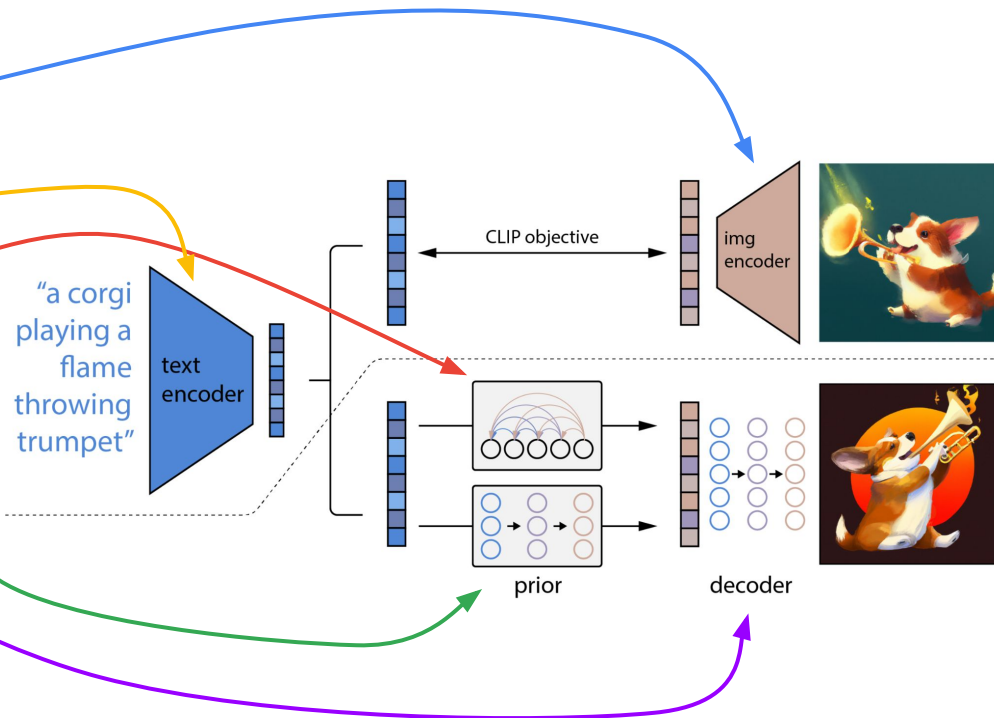 “a corgi
playing a
flame
throwing
trumpet”
text
encoder
CLIP objective
img
encoder
prior
decoder